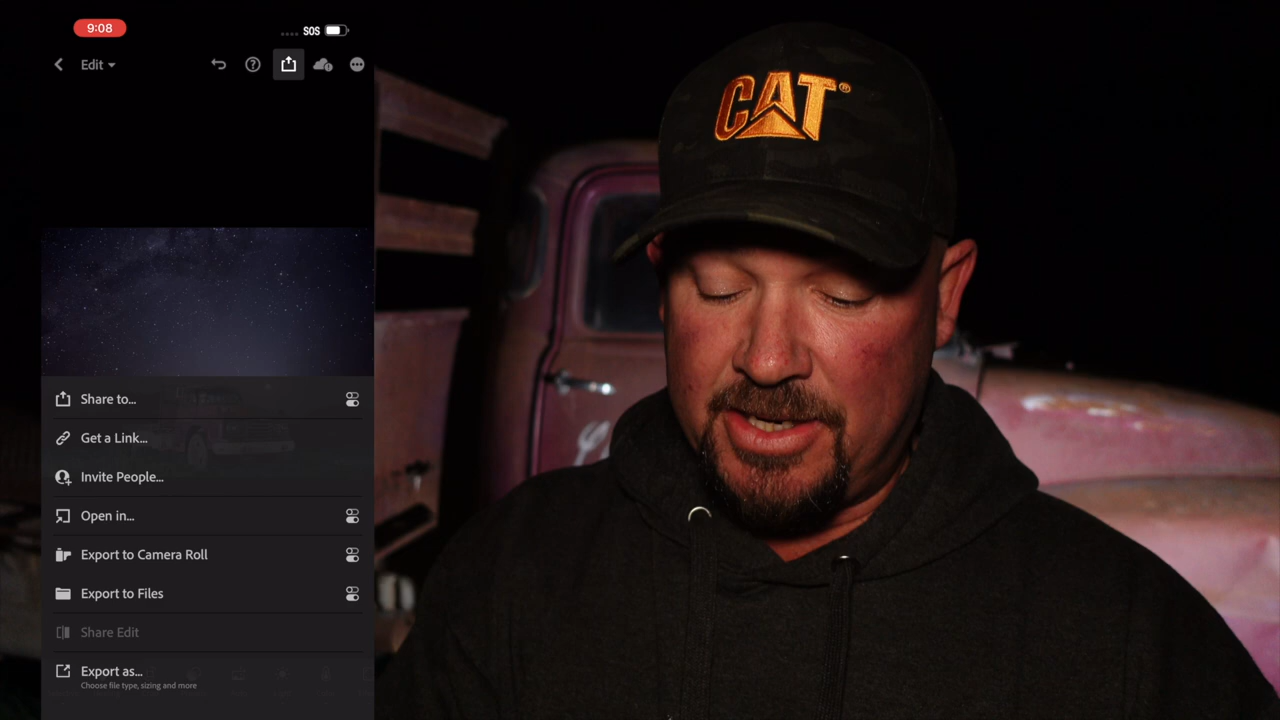 9:08
SOS
Edit
Share to...
Get a Link...
Invite People...
Open in...
Export to Camera Roll
Export to Files
Share Edit
Export as...
Choose file type, sizing and more
CAT®